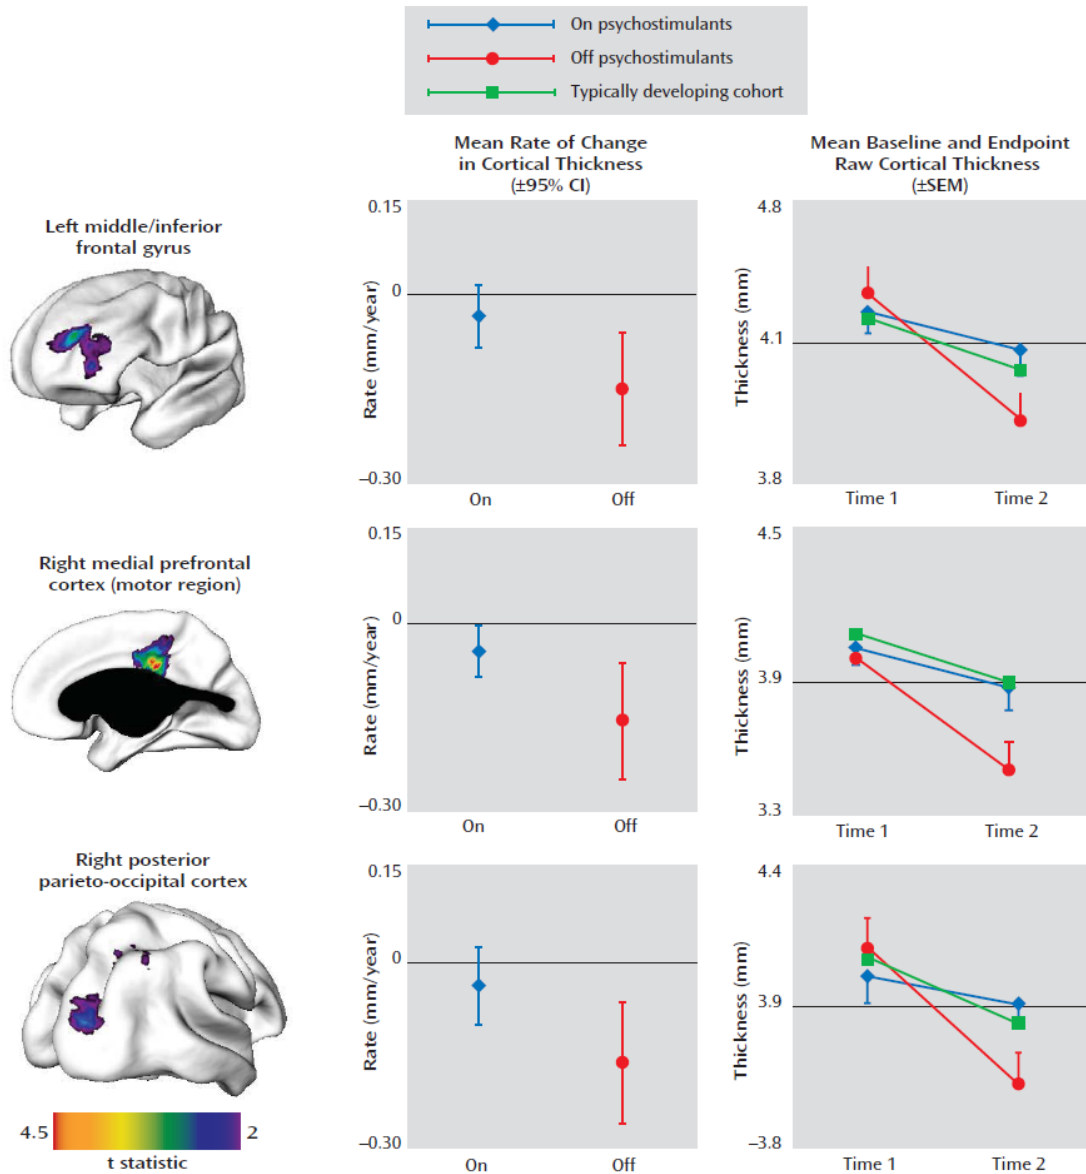 On psychostimulants
Off psychostimulants
Typically developing cohort
Mean Rate of Change
in Cortical Thickness
(±95% CI)
Mean Baseline and Endpoint
Raw Cortical Thickness
(±SEM)
Left middle/inferior
frontal gyrus
0.15
0
–0.30
Rate (mm/year)
On
Off
4.8
4.1
3.8
Thickness (mm)
Time 1
Time 2
Right medial prefrontal
cortex (motor region)
0.15
0
–0.30
Rate (mm/year)
On
Off
4.5
3.9
3.3
Thickness (mm)
Time 1
Time 2
Right posterior
parieto-occipital cortex
0.15
0
–0.30
Rate (mm/year)
On
Off
4.4
3.9
–3.8
Thickness (mm)
Time 1
Time 2
4.5
2
t statistic